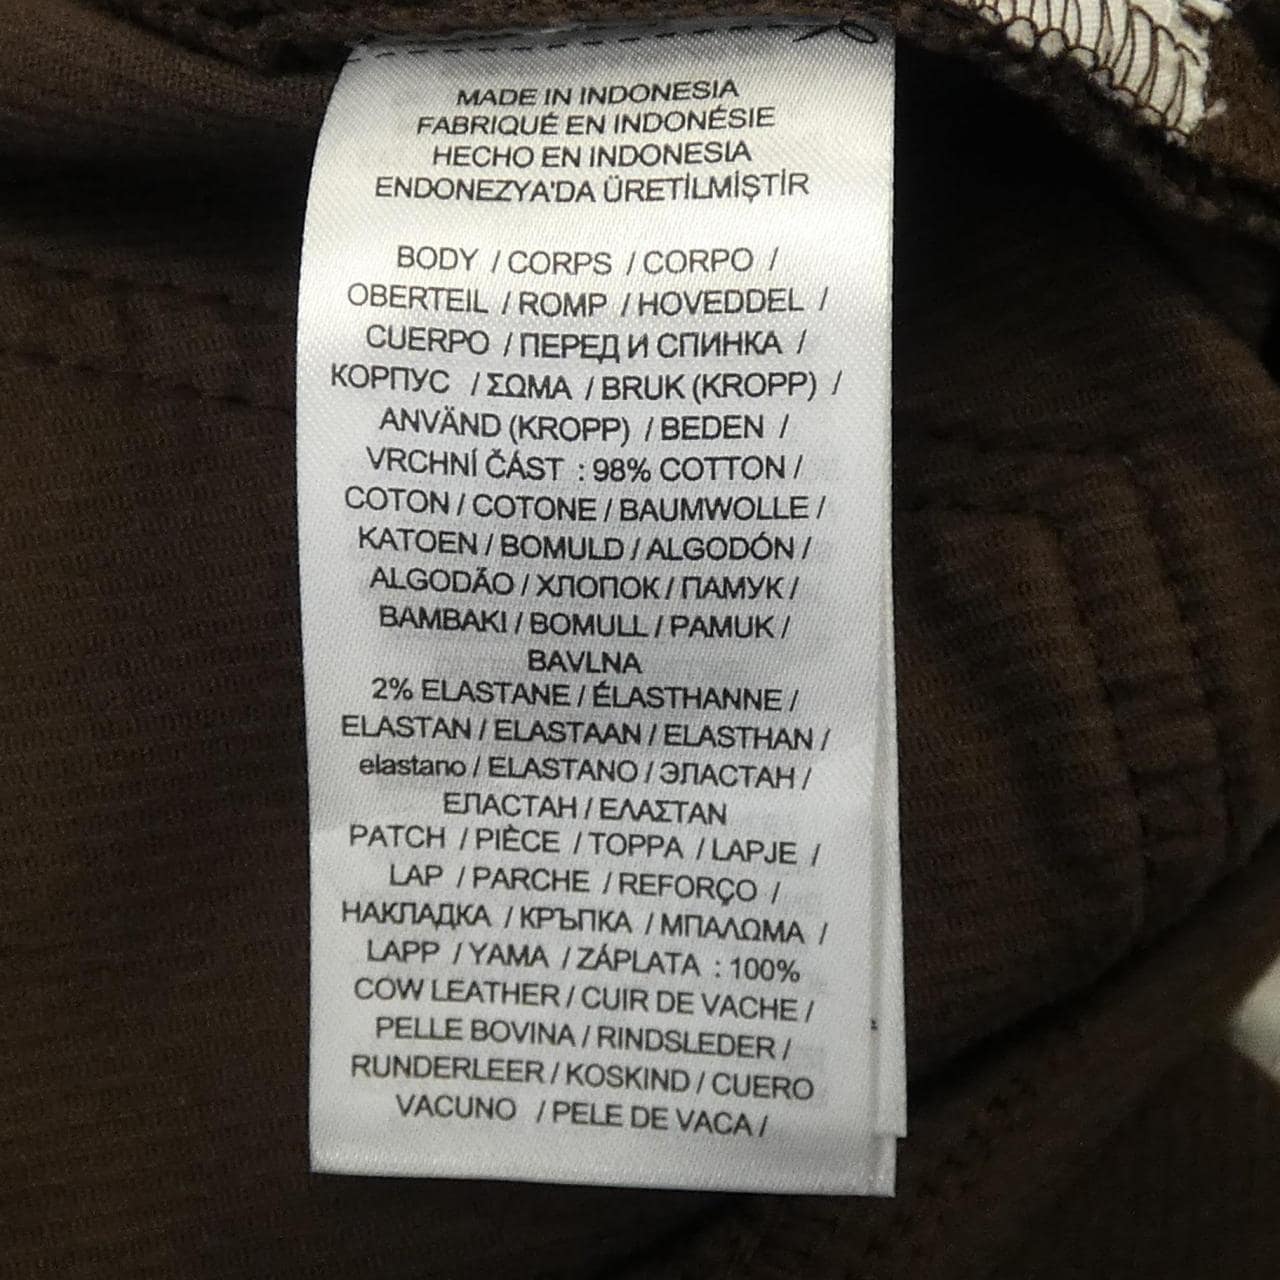 MADE IN INDONESIA
FABRIQUÉ EN INDONÉSIE
HECHO EN INDONESIA
ENDONEZYA'DA ÜRETİLMİŞTİR
BODY / CORPS / CORPO /
OBERTEIL / ROMP / HOVEDDEL /
CUERPO / ПЕРЕД И СПИНКА /
КОРПУС / ΣΩΜΑ / BRUK (KROPP) /
ANVÄND (KROPP) / BEDEN /
VRCHNÍ ČÁST : 98% COTTON /
COTON / COTONE / BAUMWOLLE /
KATOEN / BOMULD / ALGODÓN /
ALGODÃO / ХЛОПОК / ПАМУК /
BAMBAKI / BOMULL / PAMUK /
BAVLNA
2% ELASTANE / ÉLASTHANNE /
ELASTAN / ELASTAAN / ELASTHAN /
elastano / ELASTANO / ЭЛАСТАН /
ЕЛАСТАН / ΕΛΑΣΤΑΝ
PATCH / PIÈCE / TOPPA / LAPJE /
LAP / PARCHE / REFORÇO /
НАКЛАДКА / КРЪПКА / ΜΠΑΛΩΜΑ /
LAPP / YAMA / ZÁPLATA : 100%
COW LEATHER / CUIR DE VACHE /
PELLE BOVINA / RINDSLEDER /
RUNDERLEER / KOSKIND / CUERO
VACUNO / PELE DE VACA /